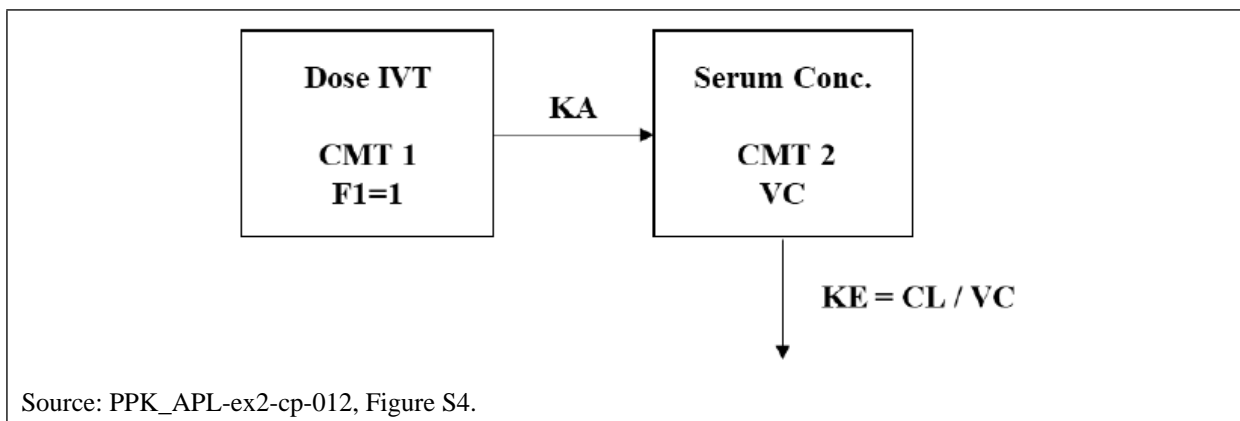 Dose IVT
CMT 1
F1=1
KA
Serum Conc.
CMT 2
VC
KE = CL / VC
Source: PPK_APL-ex2-cp-012, Figure S4.